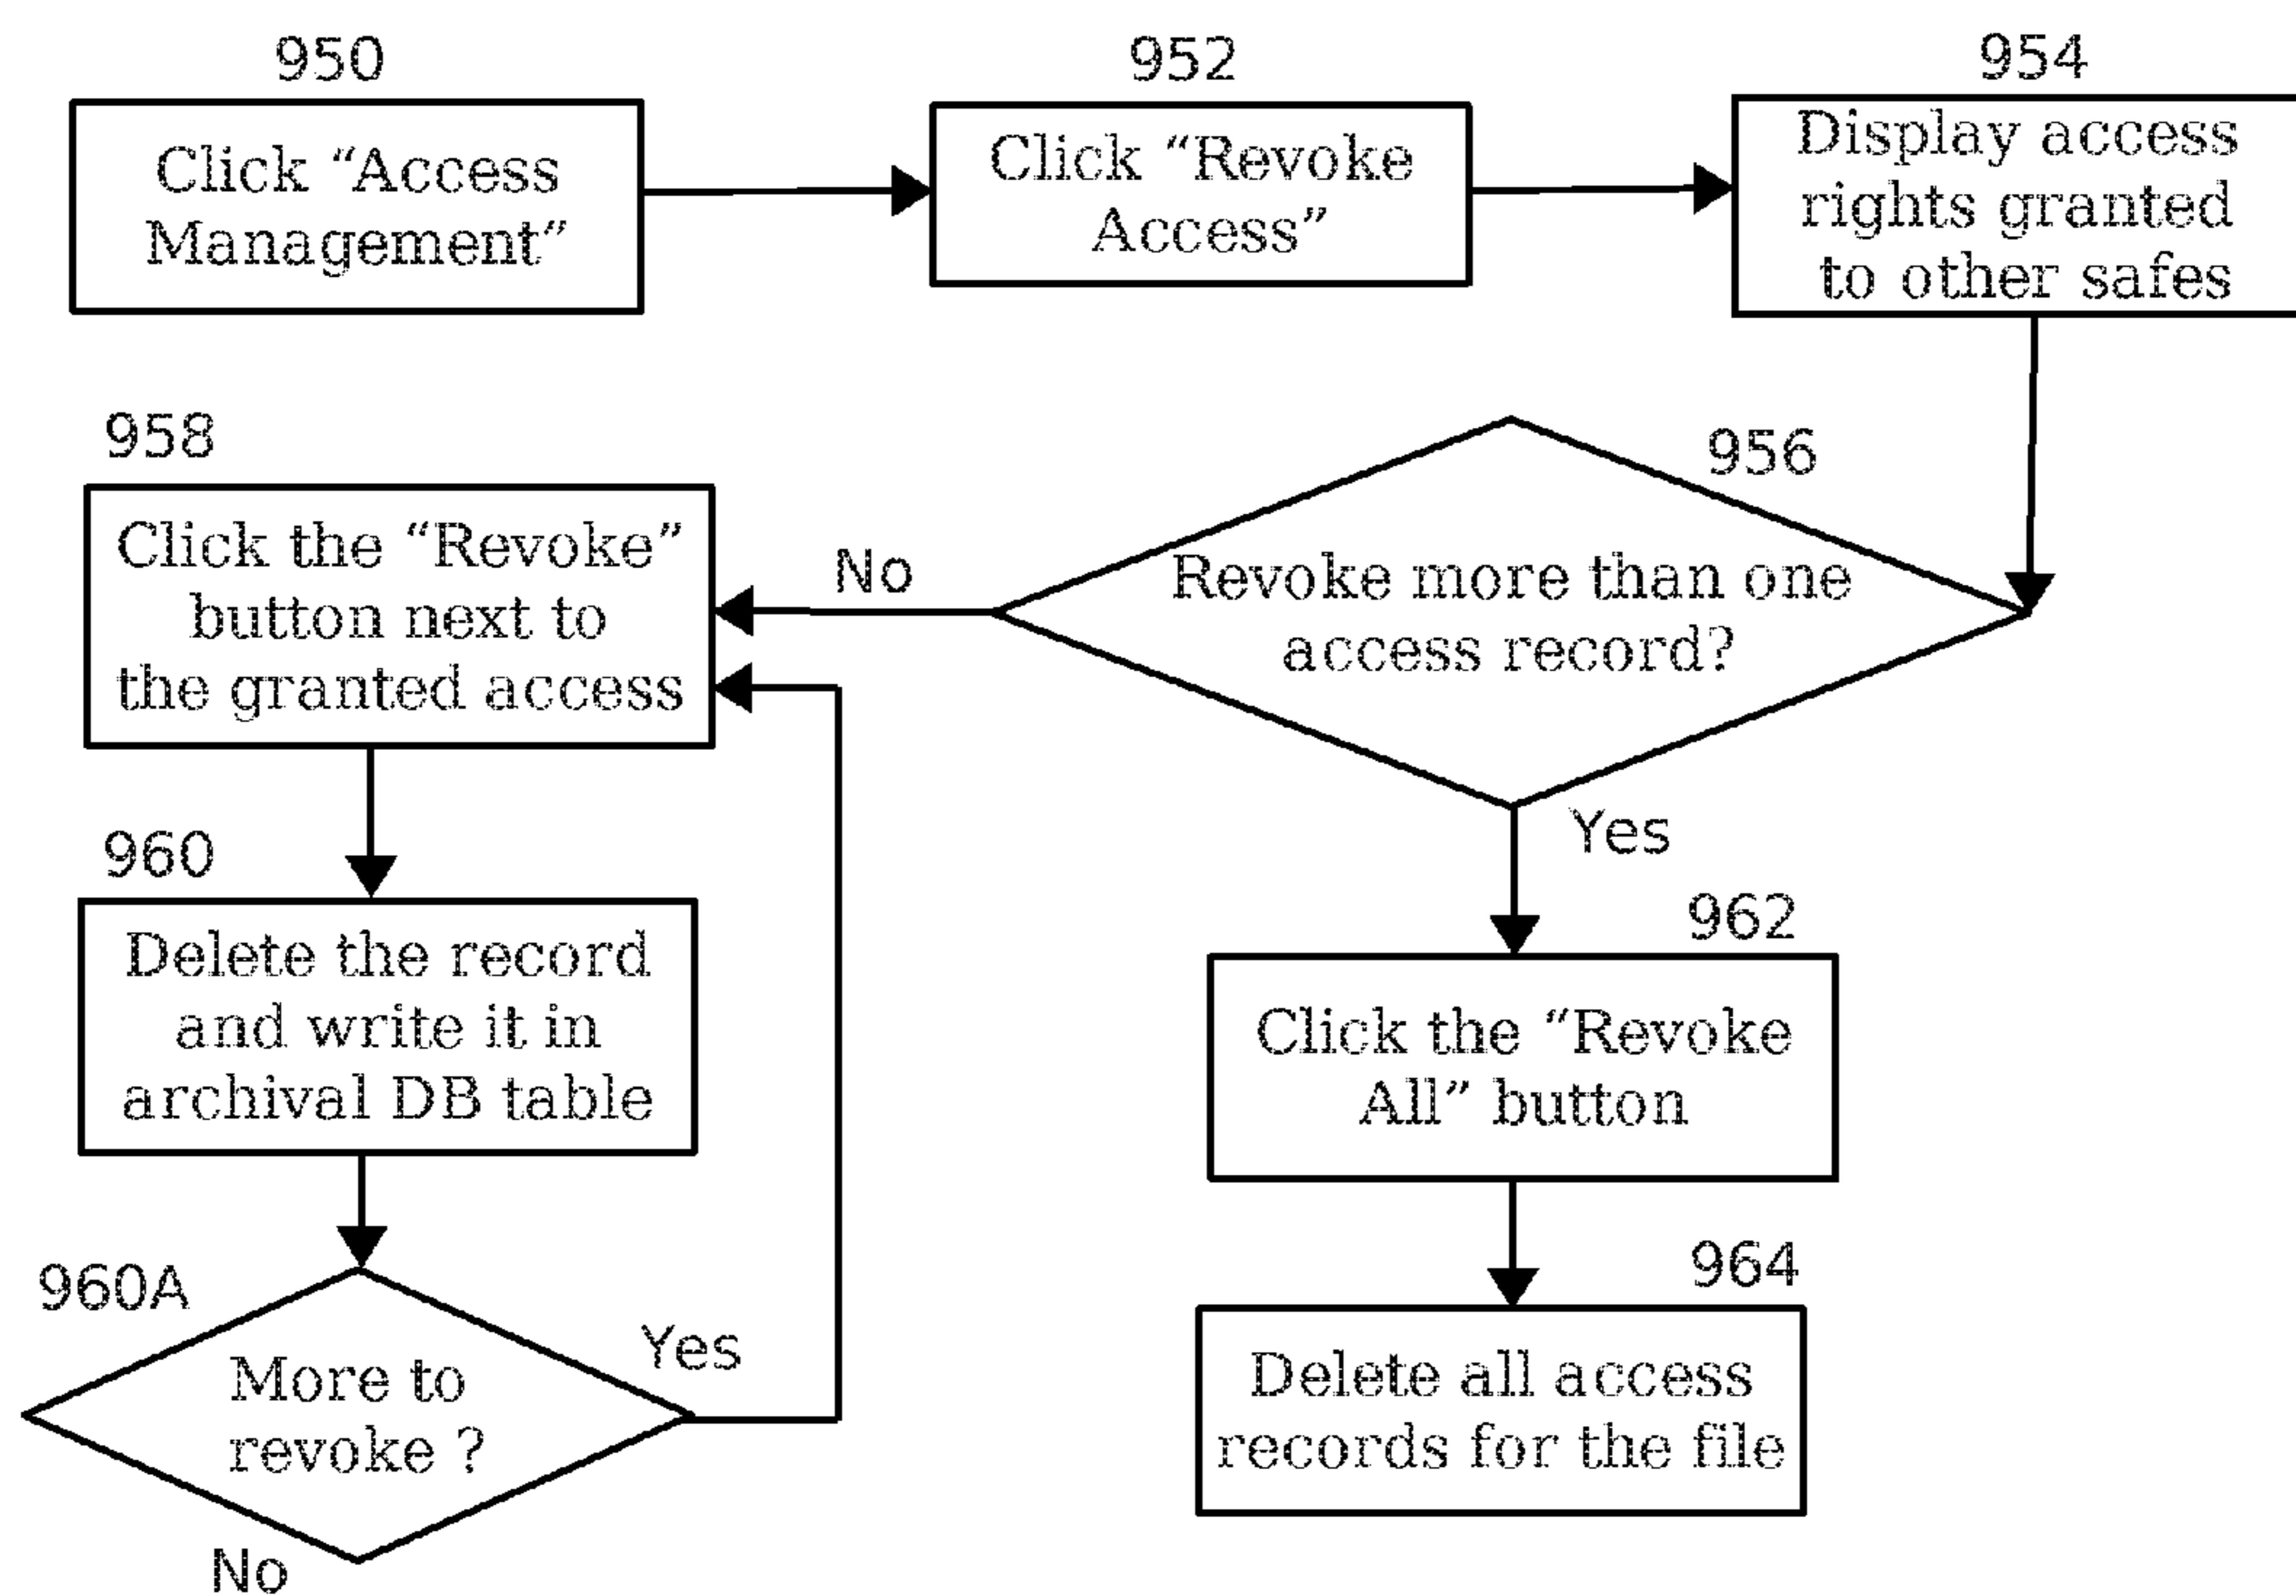 950
Click “Access
Management”
952
Click “Revoke
Access”
954
Display access
rights granted
to other safes
956
Revoke more than one
access record?
No
Yes
958
Click the “Revoke”
button next to
the granted access
960
Delete the record
and write it in
archival DB table
960A
More to
revoke ?
Yes
No
962
Click the “Revoke
All” button
964
Delete all access
records for the file